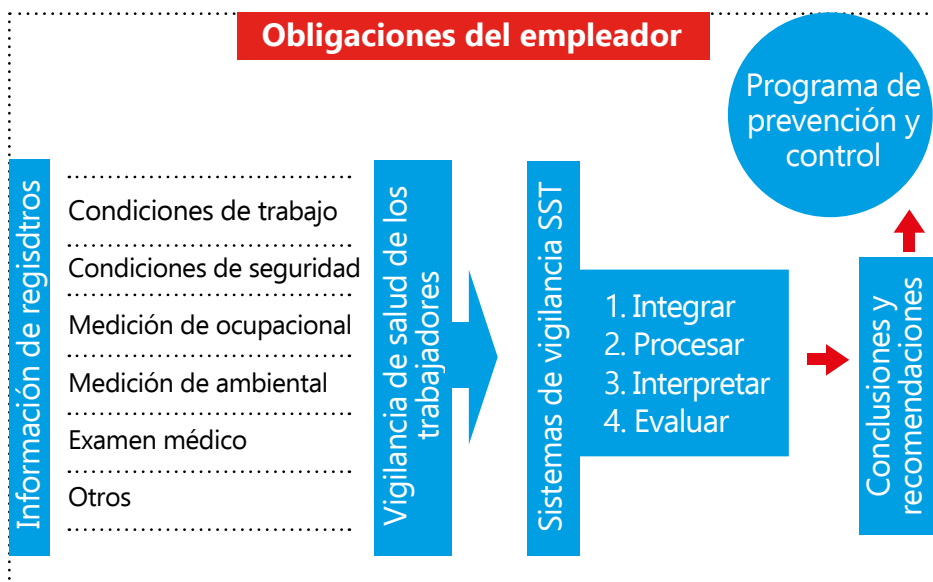 Obligaciones del empleador
Programa de
prevención y
control
Información de regisdtros
Condiciones de trabajo
Condiciones de seguridad
Medición de ocupacional
Medición de ambiental
Examen médico
Otros
Vigilancia de salud de los
trabajadores
Sistemas de vigilancia SST
1. Integrar
2. Procesar
3. Interpretar
4. Evaluar
Conclusiones y
recomendaciones